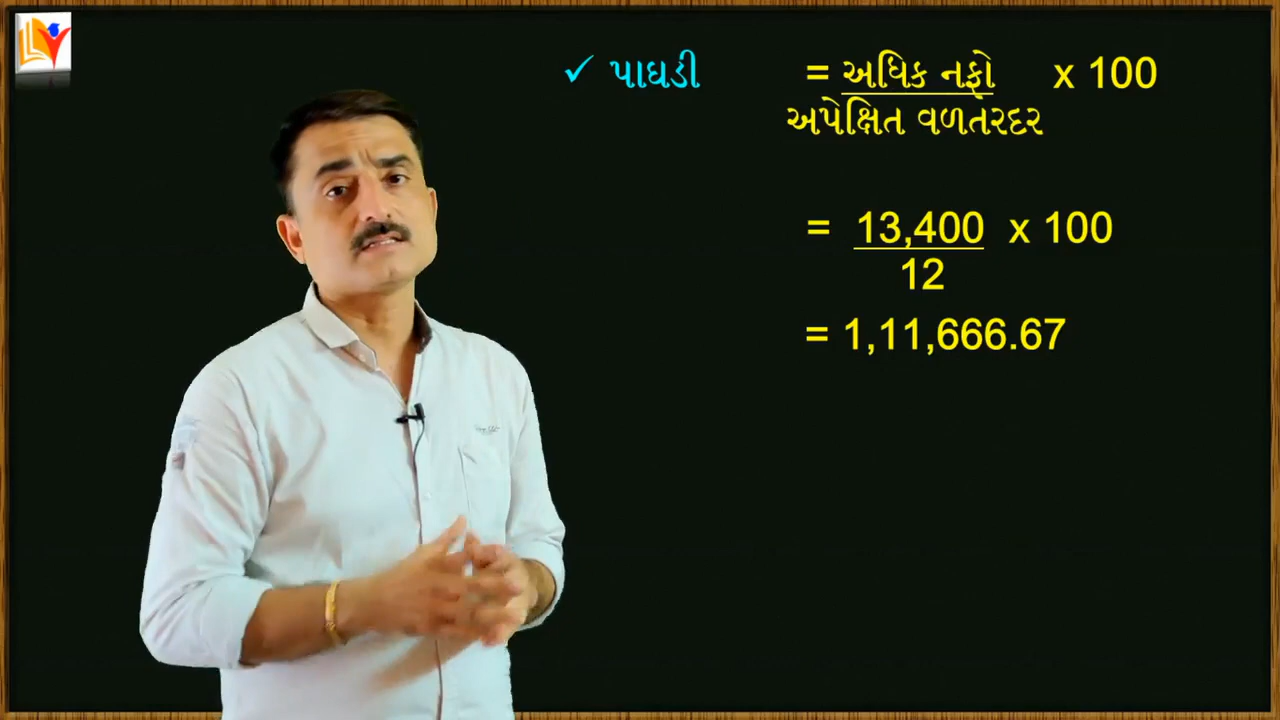 ✓ પાઘડી = અધિક નફો x 100
અપેક્ષિત વળતરદર
= 13,400 x 100
12
= 1,11,666.67